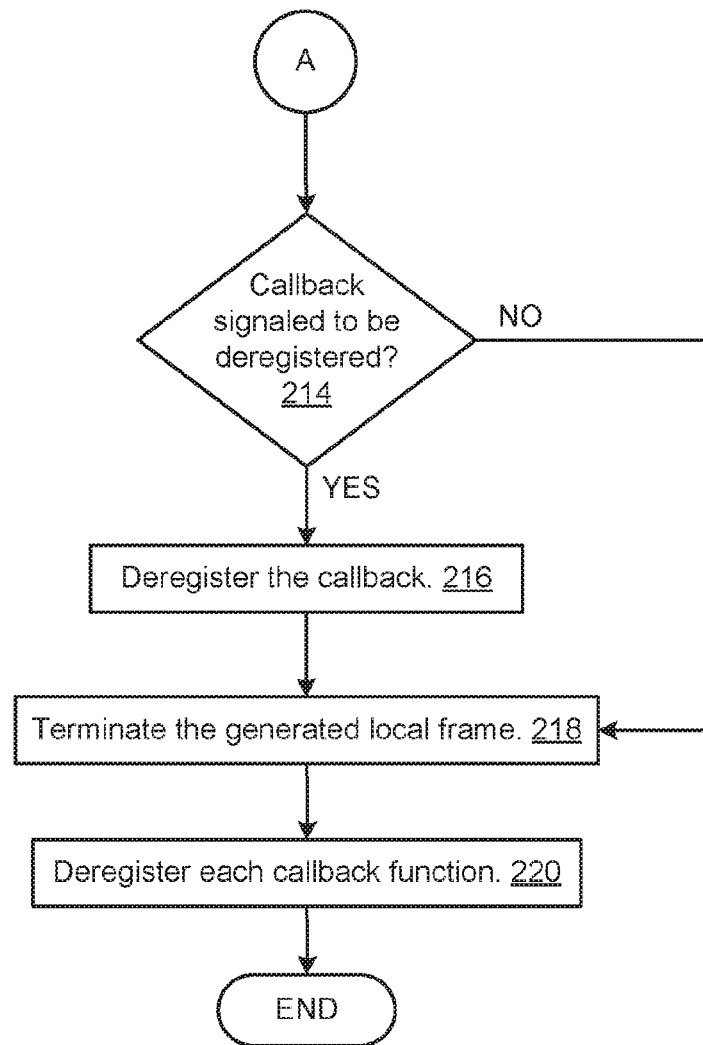 A
Callback
signaled to be
deregistered?
214
NO
YES
Deregister the callback. 216
Terminate the generated local frame. 218
Deregister each callback function. 220
END